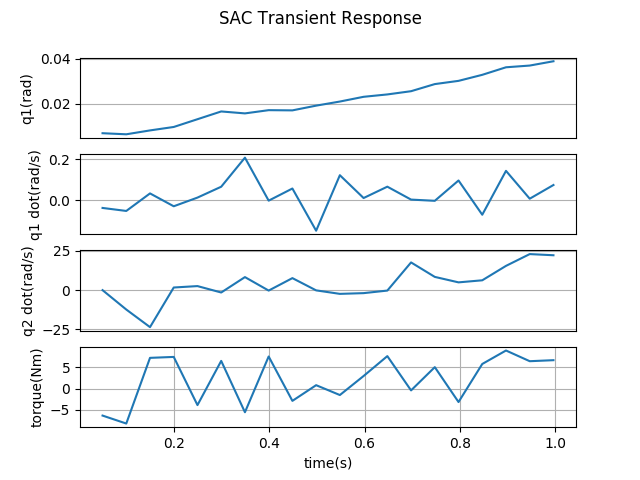 SAC Transient Response
q1(rad)
0.04
0.02
q1 dot(rad/s)
0.2
0.0
q2 dot(rad/s)
25
0
−25
torque(Nm)
5
0
−5
0.2 0.4 0.6 0.8 1.0
time(s)